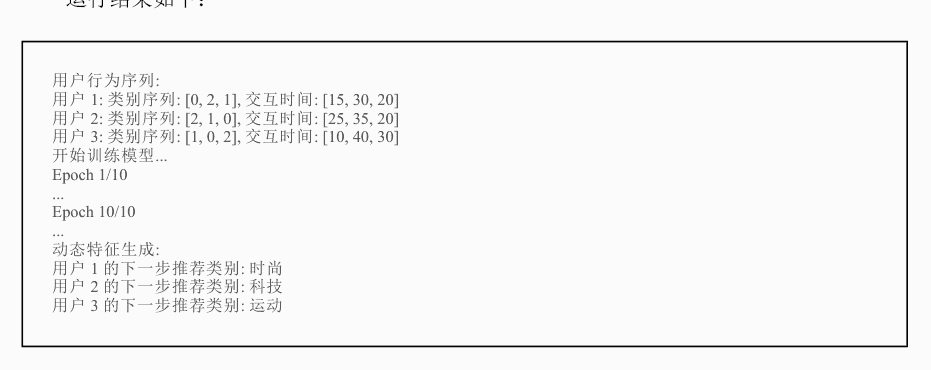 运行结果如下：
用户行为序列:
用户 1: 类别序列: [0, 2, 1], 交互时间: [15, 30, 20]
用户 2: 类别序列: [2, 1, 0], 交互时间: [25, 35, 20]
用户 3: 类别序列: [1, 0, 2], 交互时间: [10, 40, 30]
开始训练模型...
Epoch 1/10
...
Epoch 10/10
...
动态特征生成:
用户 1 的下一步推荐类别: 时尚
用户 2 的下一步推荐类别: 科技
用户 3 的下一步推荐类别: 运动